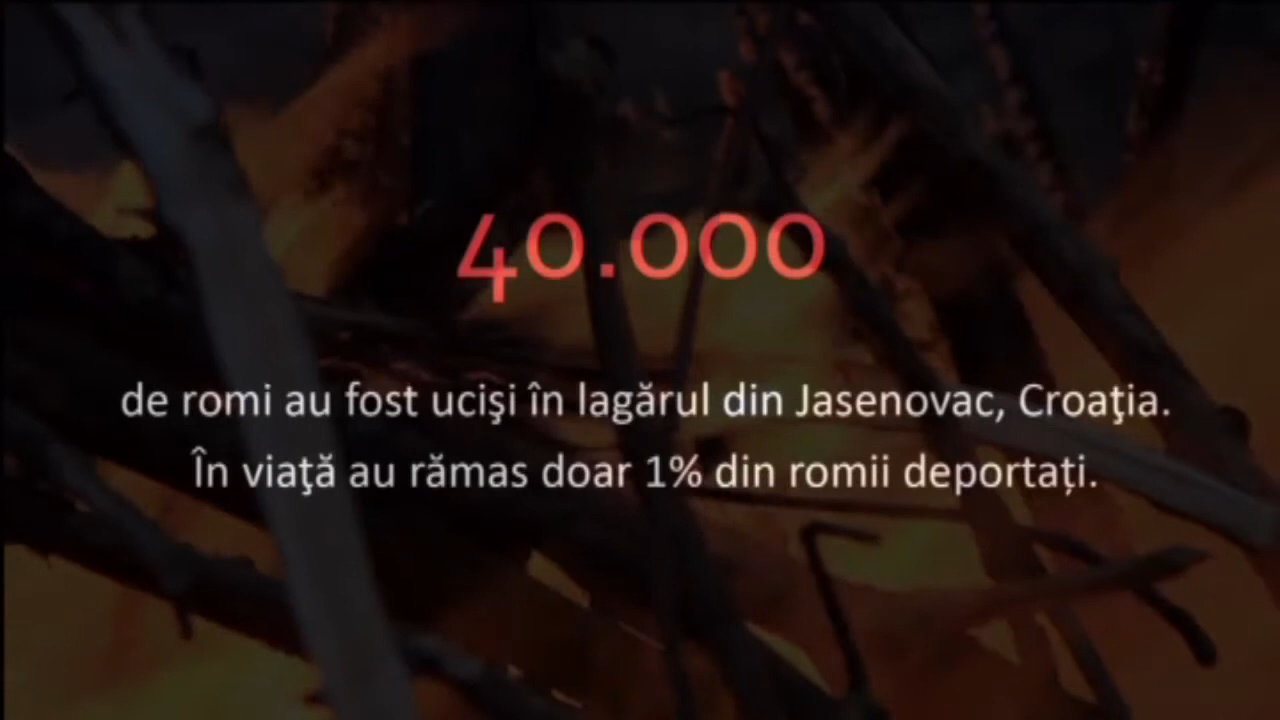 40.000
de romi au fost ucişi în lagărul din Jasenovac, Croaţia.
În viaţă au rămas doar 1% din romii deportați.